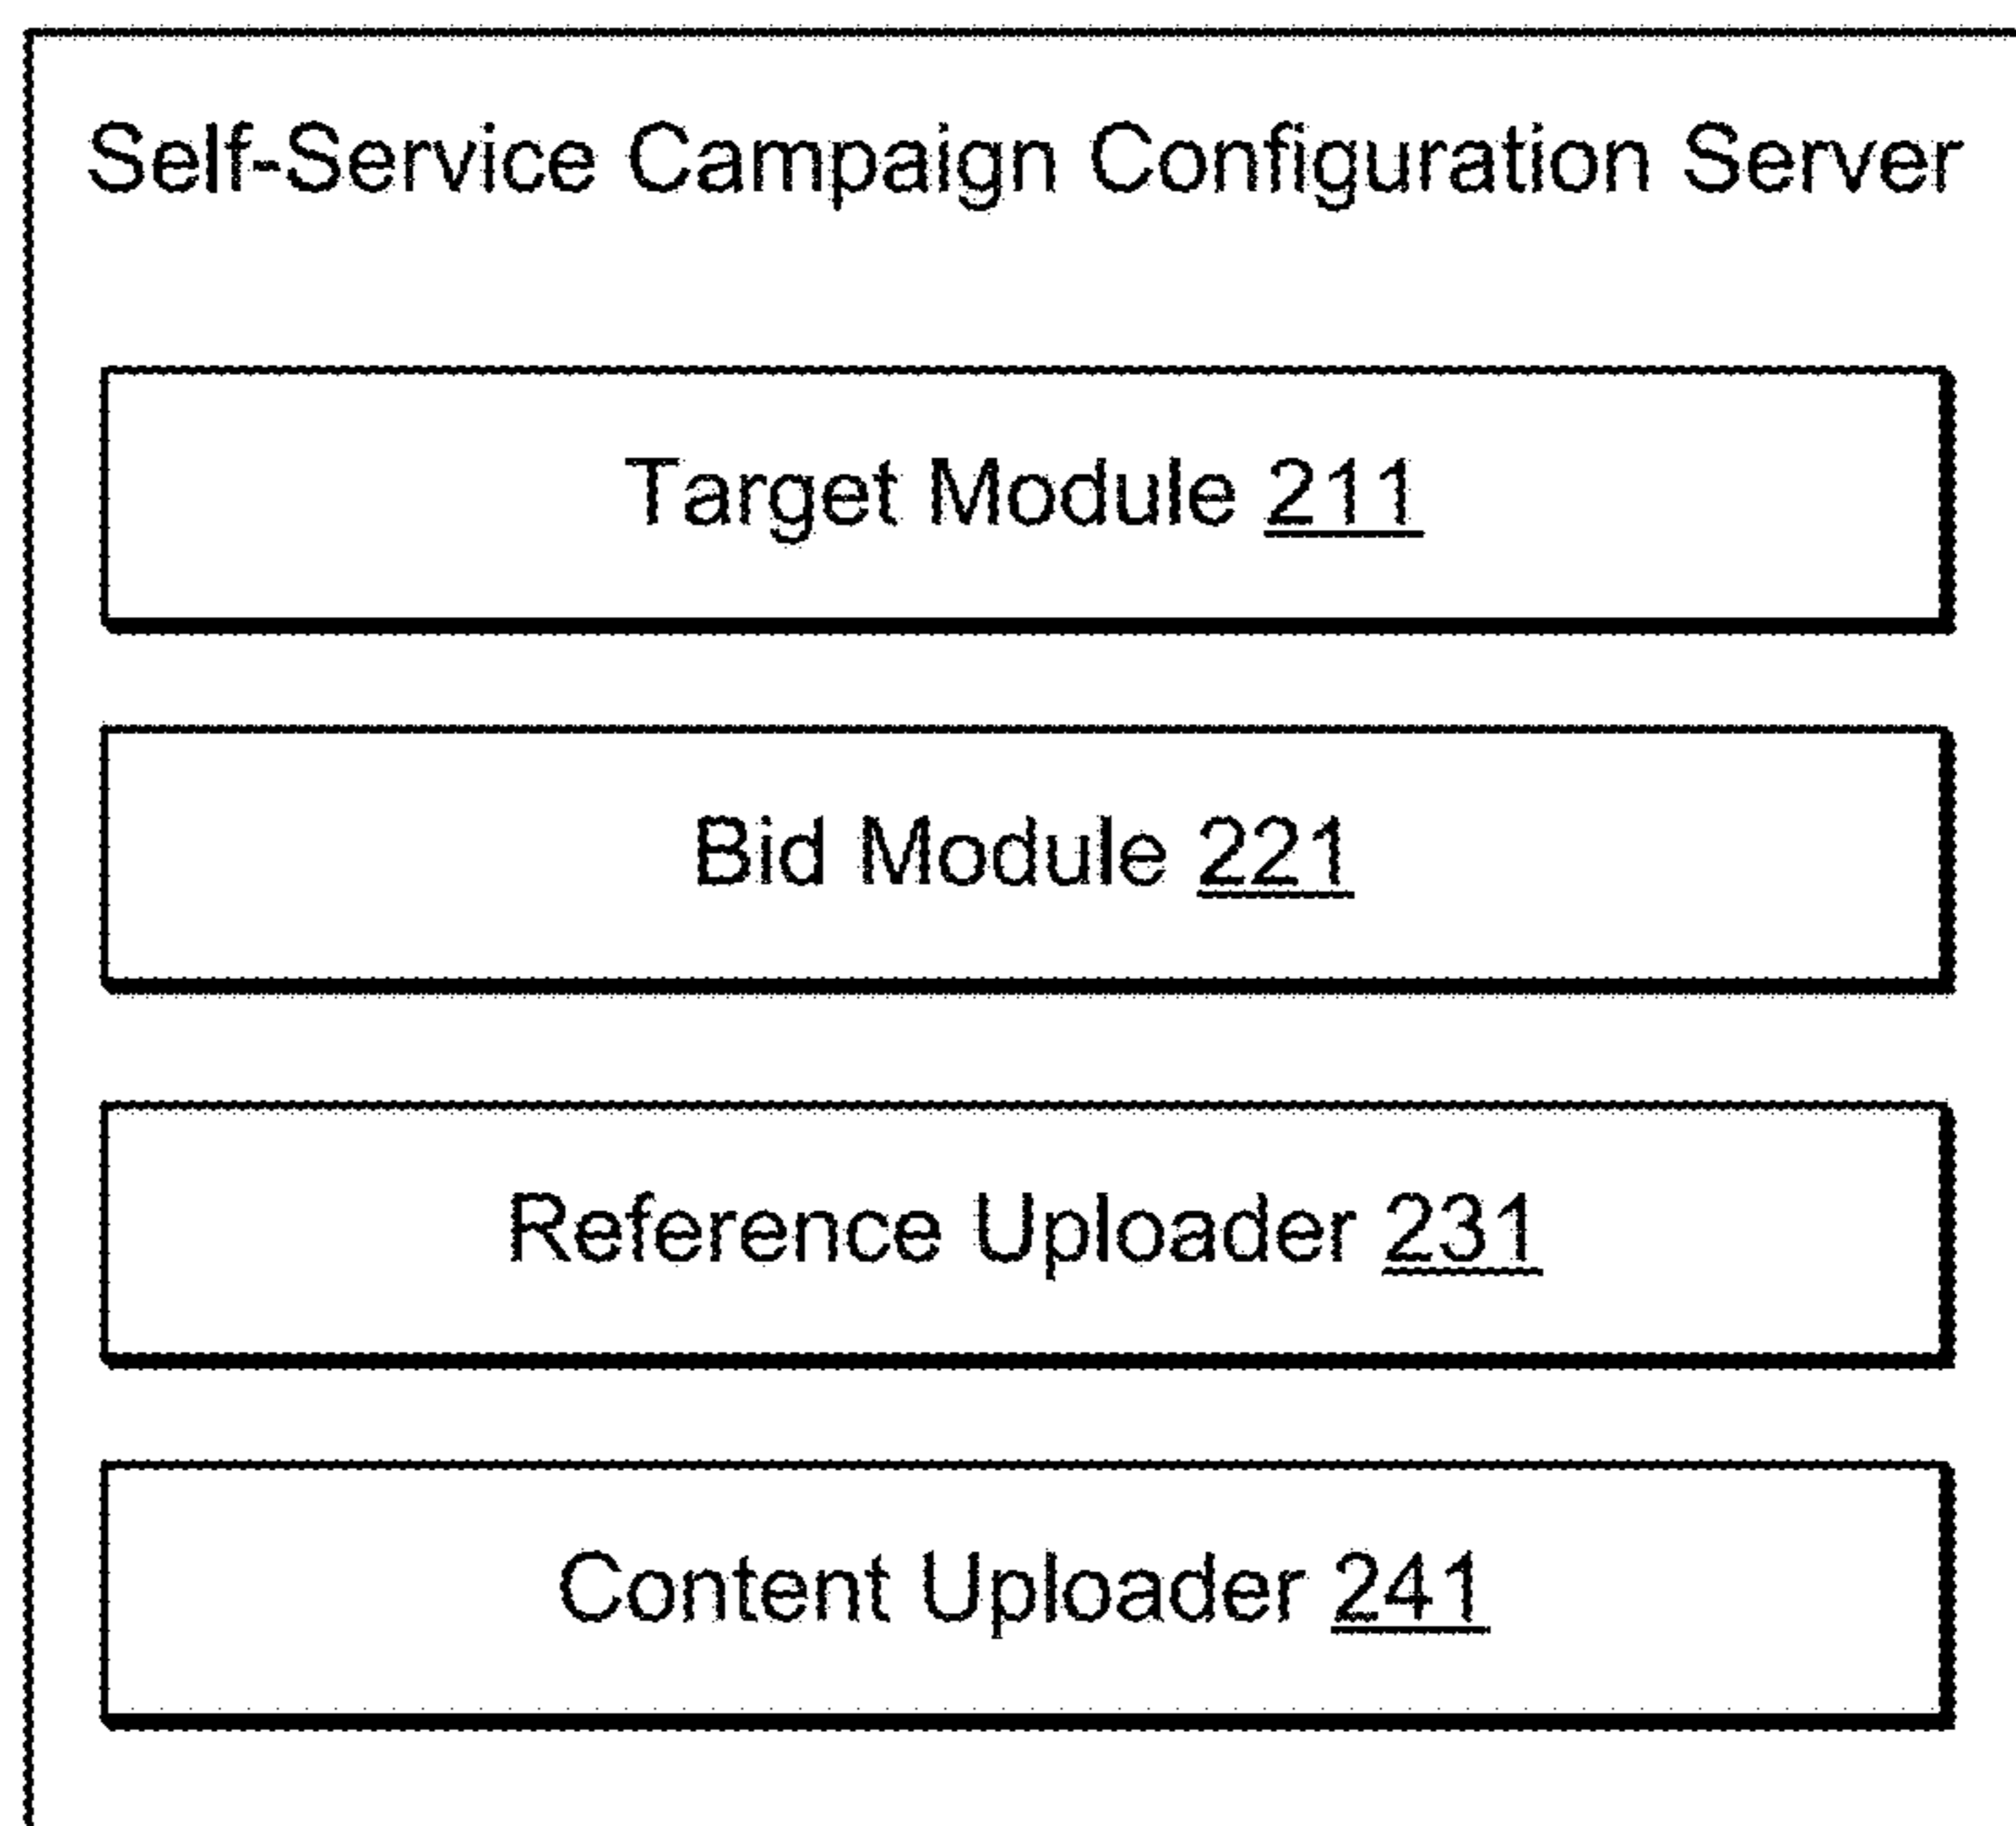 Self-Service Campaign Configuration Server
Target Module 211
Bid Module 221
Reference Uploader 231
Content Uploader 241